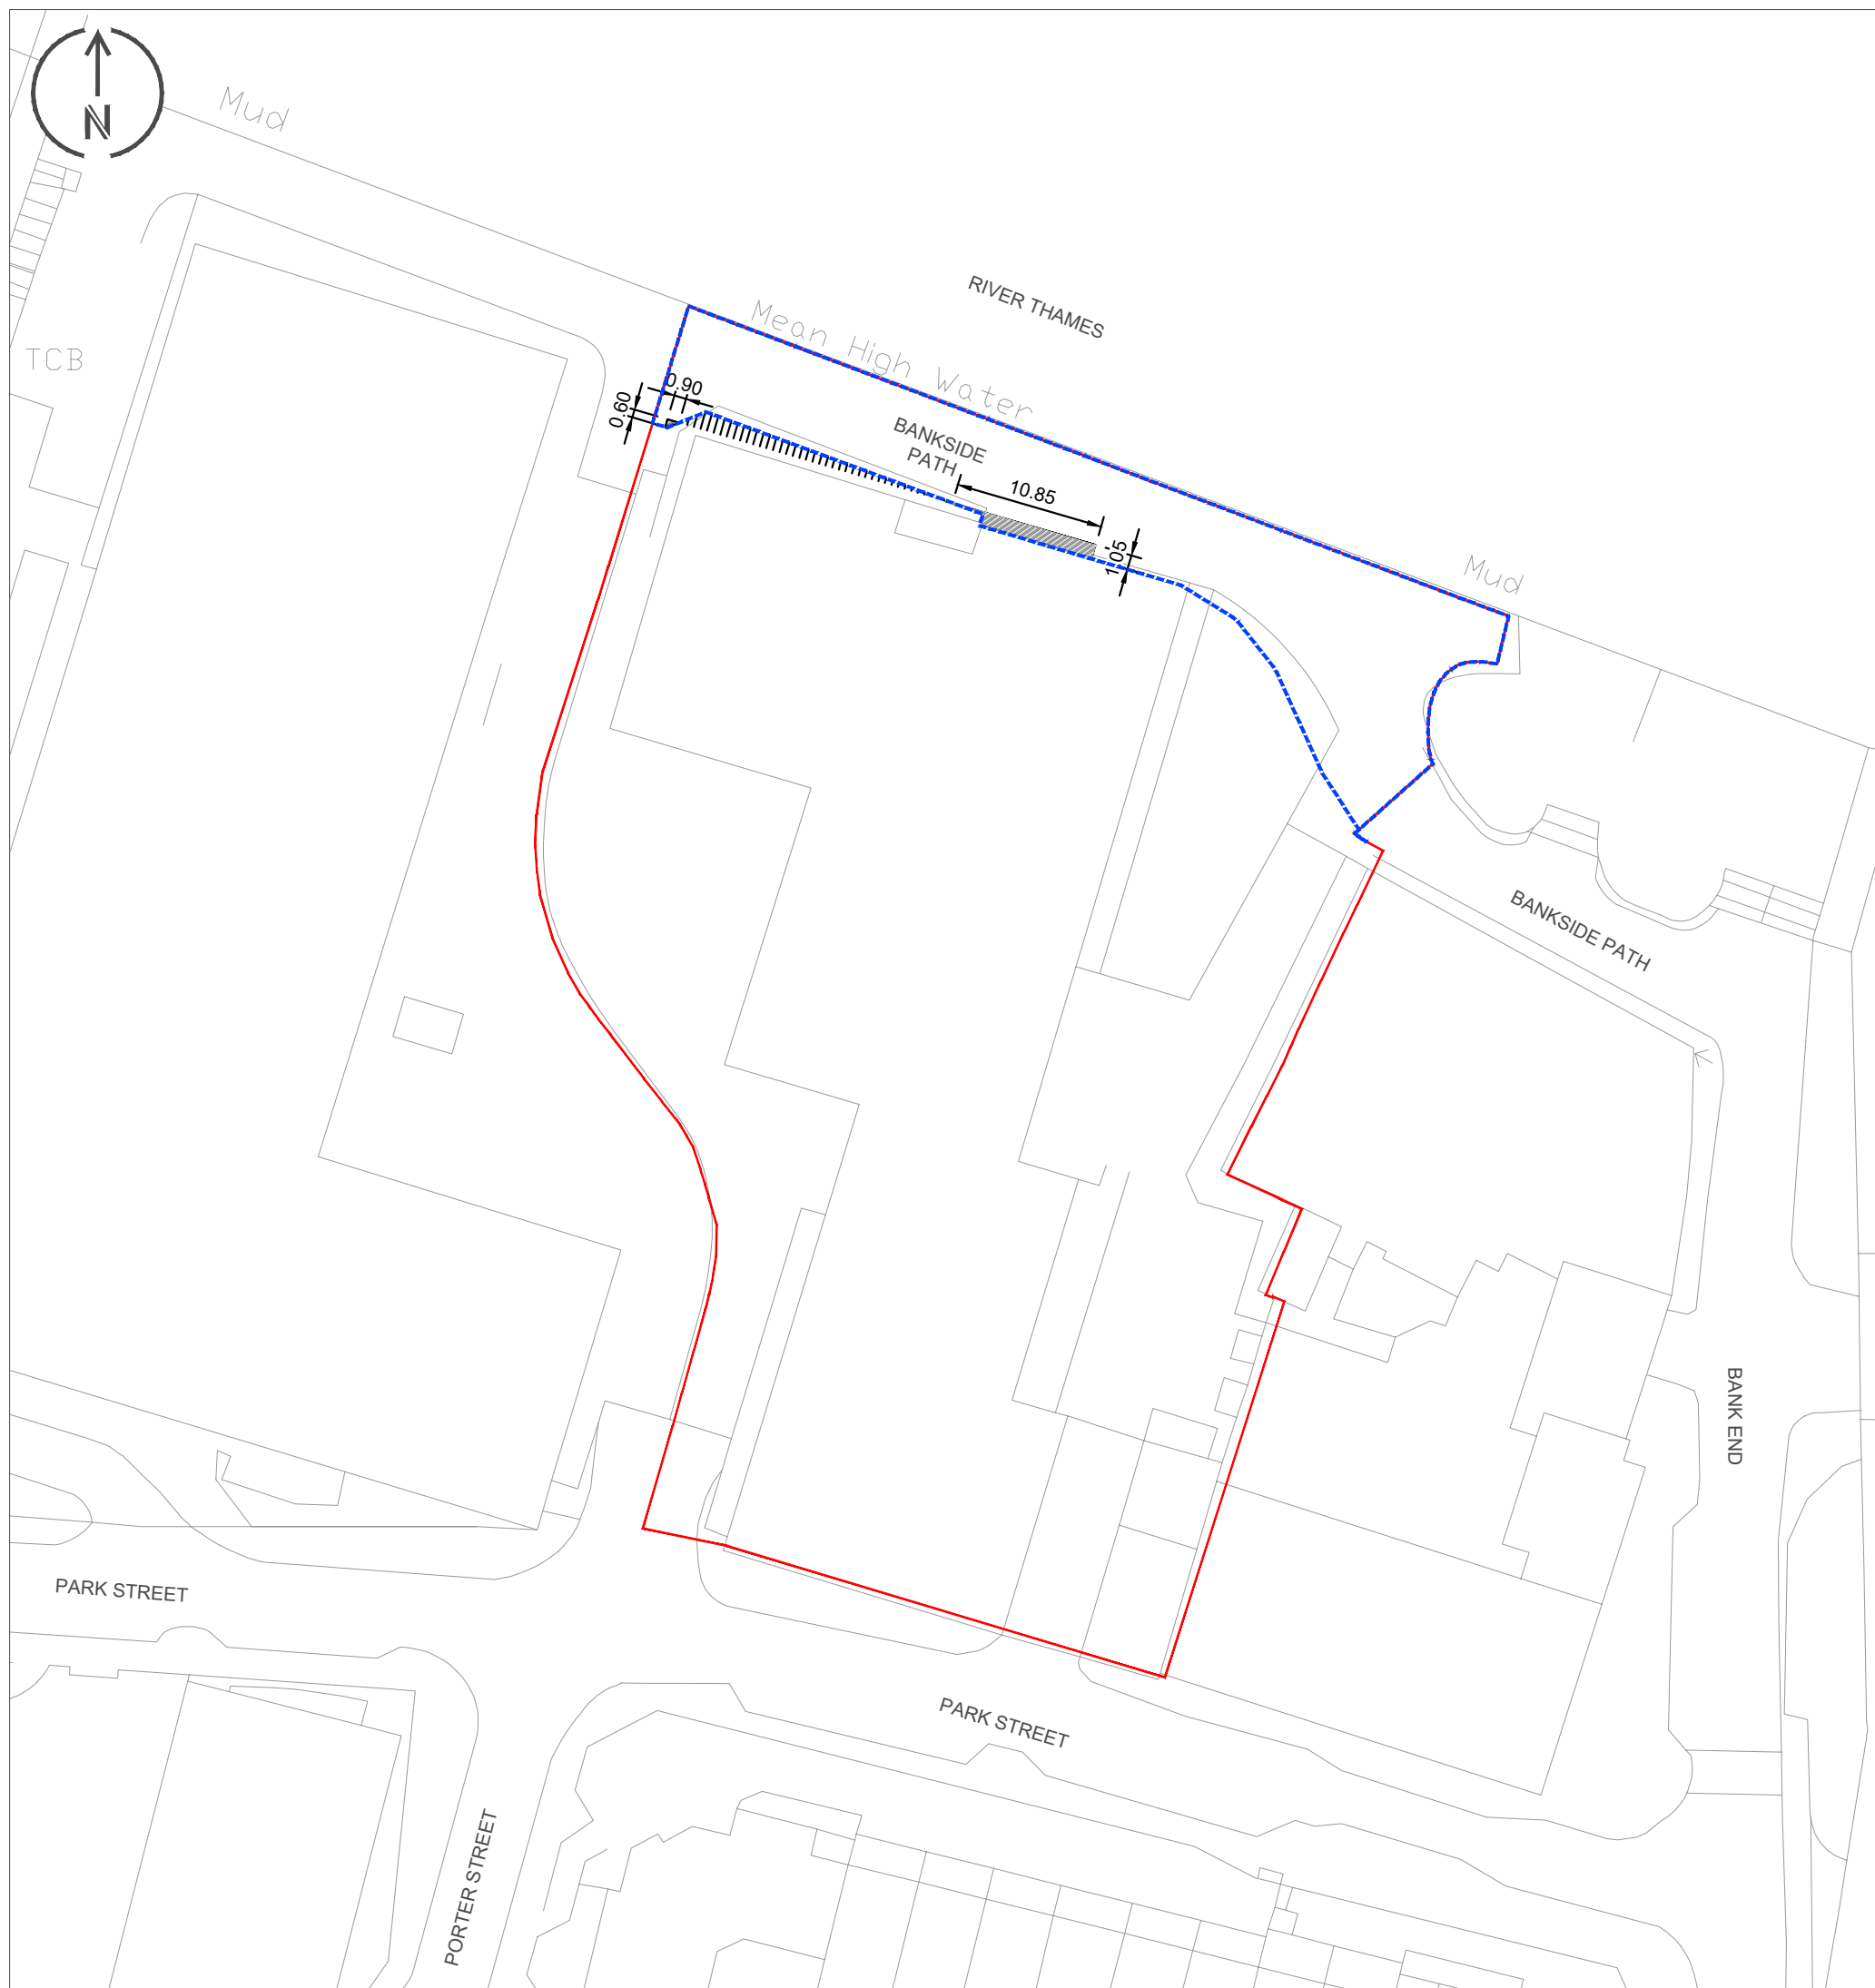 N
Mud
RIVER THAMES
Mean High Water
TCB
0.90
0.60
BANKSIDE
PATH
10.85
1.05
Mud
BANKSIDE PATH
BANK END
PARK STREET
PARK STREET
PORTER STREET